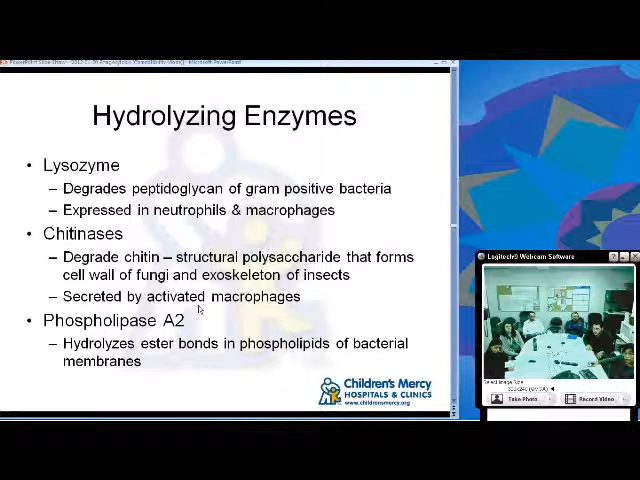 Hydrolyzing Enzymes
• Lysozyme
– Degrades peptidoglycan of gram positive bacteria
– Expressed in neutrophils & macrophages
• Chitinases
– Degrade chitin – structural polysaccharide that forms
cell wall of fungi and exoskeleton of insects
– Secreted by activated macrophages
• Phospholipase A2
– Hydrolyzes ester bonds in phospholipids of bacterial
membranes
Children's Mercy
HOSPITALS & CLINICS
www.childrensmercy.org
Logitech® Webcam Software
Select Image Size
Take Photo
Record Video